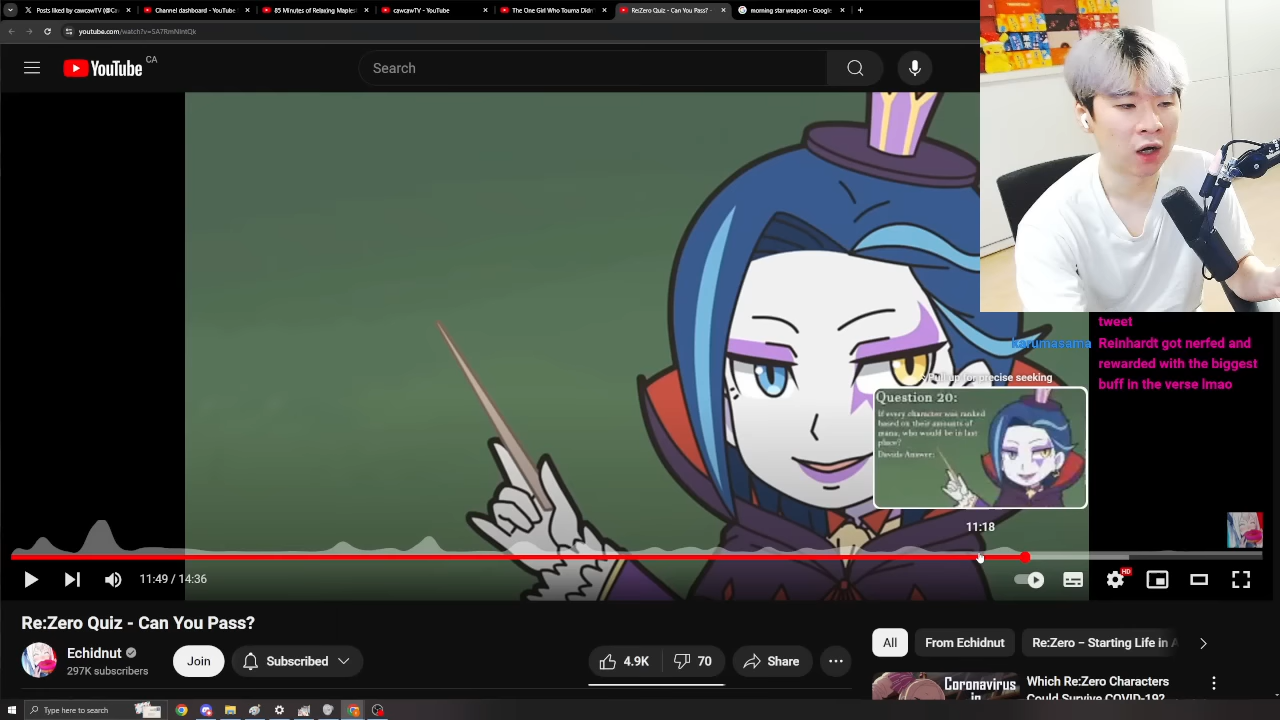 Posts liked by cawcawTV (@Ca
Channel dashboard - YouTube
85 Minutes of Relaxing Maples
cawcawTV - YouTube
The One Girl Who Touma Didn'
Re:Zero Quiz - Can You Pass? -
morning star weapon - Google
youtube.com/watch?v=
YouTube CA
Search
tweet
katumasama Reinhardt got nerfed and
rewarded with the biggest
buff in the verse lmao
Pull up for precise seeking
Question 20:
If every character was ranked
based on their amounts of
mana, who would be in last
place?
Decide Answer:
11:18
11:49 / 14:36
HD
Re:Zero Quiz - Can You Pass?
Echidnut
297K subscribers
Join
Subscribed
4.9K
70
Share
All
From Echidnut
Re:Zero − Starting Life in A
Coronavirus
in
Which Re:Zero Characters
Could Survive COVID-19?
Type here to search